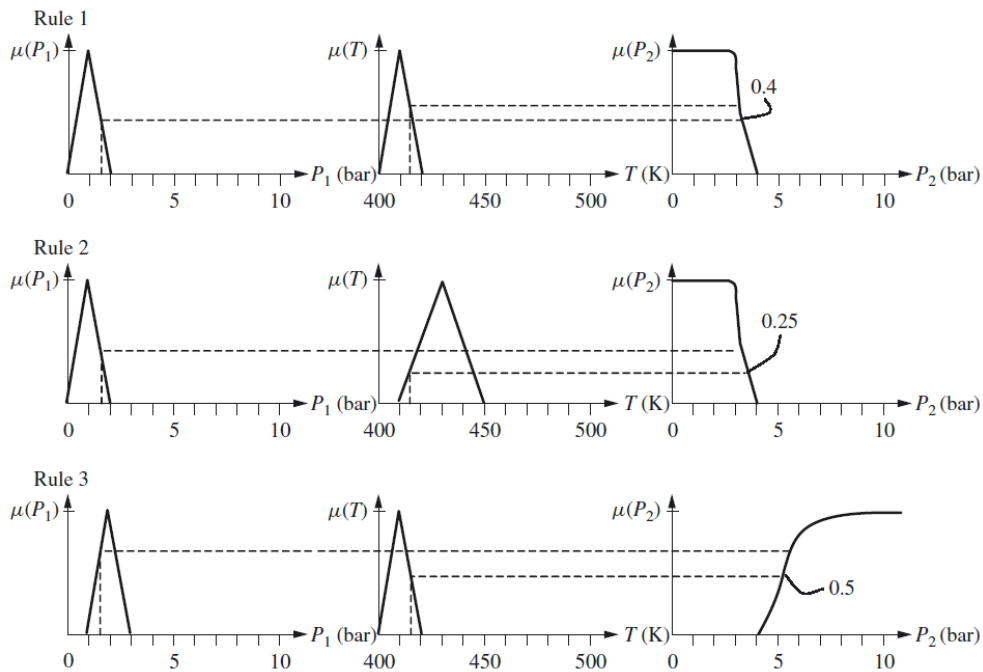 Rule 1
μ(P₁) μ(T) μ(P₂)
0.4
P₁ (bar) T (K) P₂ (bar)
0 5 10 400 450 500 0 5 10
Rule 2
μ(P₁) μ(T) μ(P₂)
0.25
P₁ (bar) T (K) P₂ (bar)
0 5 10 400 450 500 0 5 10
Rule 3
μ(P₁) μ(T) μ(P₂)
0.5
P₁ (bar) T (K) P₂ (bar)
0 5 10 400 450 500 0 5 10